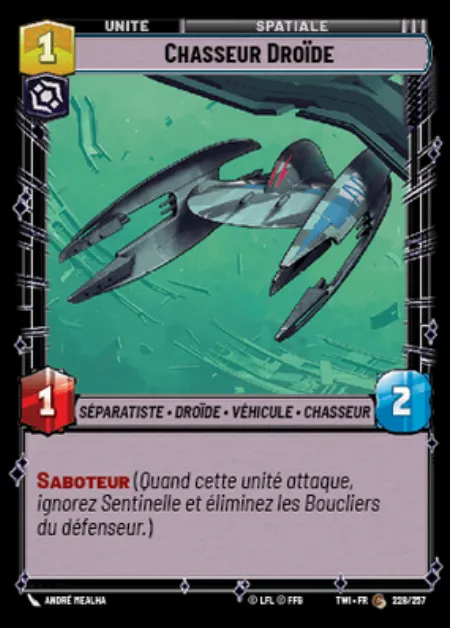 UNITÉ SPATIALE
1 CHASSEUR DROÏDE
1 SÉPARATISTE • DROÏDE • VÉHICULE • CHASSEUR 2
SABOTEUR (Quand cette unité attaque,
ignorez Sentinelle et éliminez les Boucliers
du défenseur.)
ANDRÉ MEALHA © LFL ® FFG TWI • FR 228/257